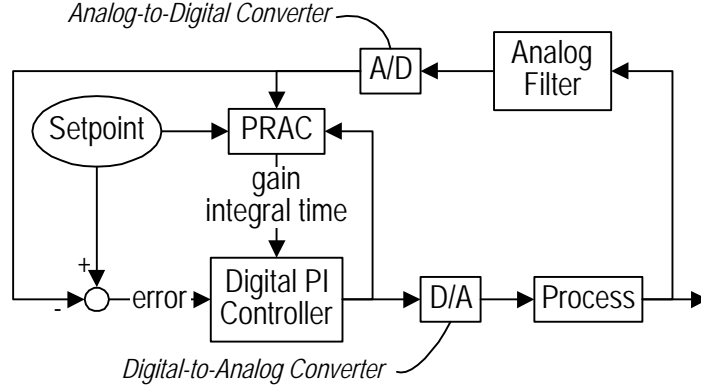 Analog-to-Digital Converter
A/D
Analog
Filter
Setpoint
PRAC
gain
integral time
+
-
error
Digital PI
Controller
D/A
Process
Digital-to-Analog Converter